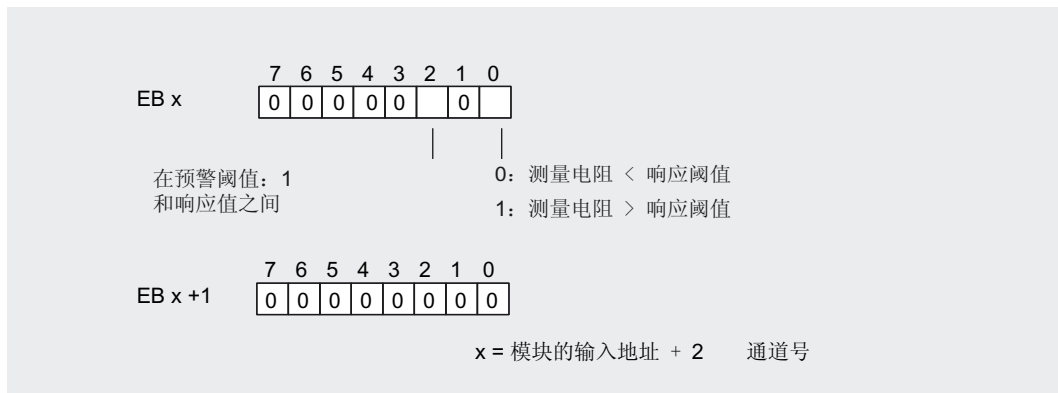 7 6 5 4 3 2 1 0
EB x 0 0 0 0 0 0
在预警阈值：1
和响应值之间
0：测量电阻 < 响应阈值
1：测量电阻 > 响应阈值
7 6 5 4 3 2 1 0
EB x +1 0 0 0 0 0 0 0 0
x = 模块的输入地址 + 2 通道号